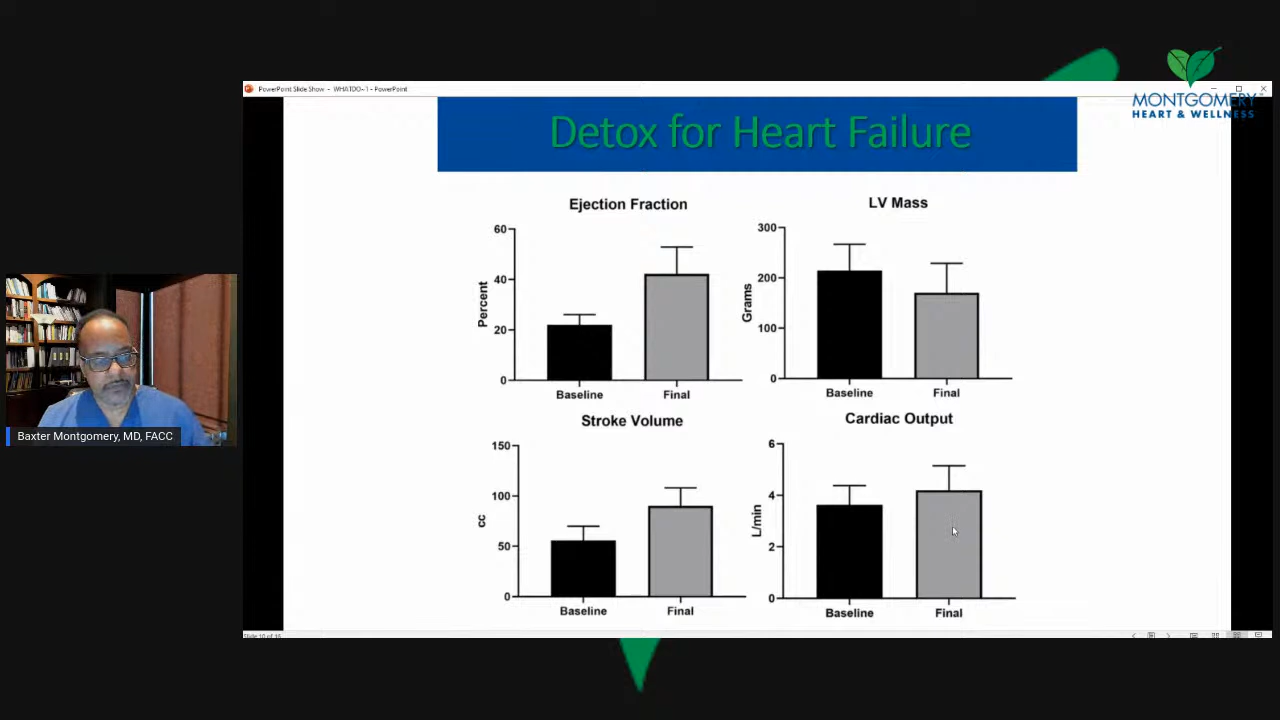 MONTGOMERY
HEART & WELLNESS
PowerPoint Slide Show - WHATDO~1 - PowerPoint
Detox for Heart Failure
Ejection Fraction
60
40
20
0
Percent
Baseline
Final
LV Mass
300
200
100
0
Grams
Baseline
Final
Stroke Volume
150
100
50
0
cc
Baseline
Final
Cardiac Output
6
4
2
0
L/min
Baseline
Final
Baxter Montgomery, MD, FACC